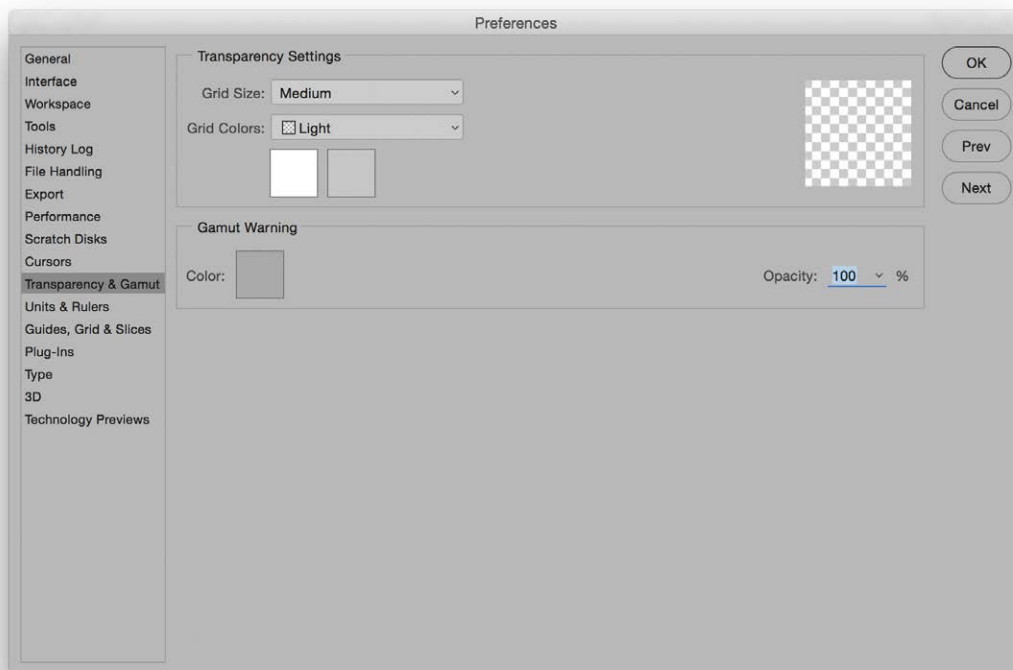 Preferences
General
Interface
Workspace
Tools
History Log
File Handling
Export
Performance
Scratch Disks
Cursors
Transparency & Gamut
Units & Rulers
Guides, Grid & Slices
Plug-Ins
Type
3D
Technology Previews
Transparency Settings
Grid Size: Medium
Grid Colors: Light
Gamut Warning
Color:
Opacity: 100 %
OK
Cancel
Prev
Next